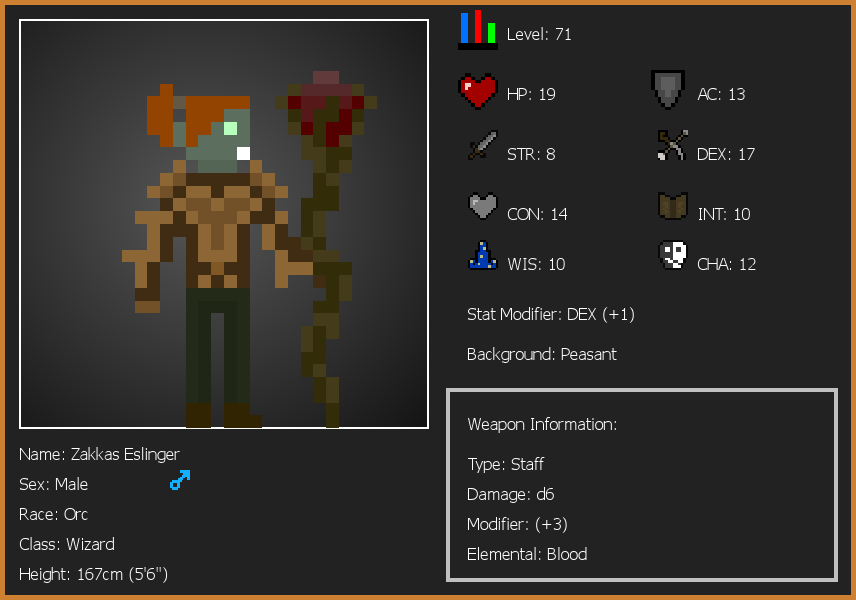 Level: 71
HP: 19
AC: 13
STR: 8
DEX: 17
CON: 14
INT: 10
WIS: 10
CHA: 12
Stat Modifier: DEX (+1)
Background: Peasant
Weapon Information:
Type: Staff
Damage: d6
Modifier: (+3)
Elemental: Blood
Name: Zakkas Eslinger
Sex: Male
Race: Orc
Class: Wizard
Height: 167cm (5'6")